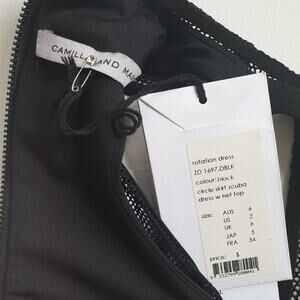 CAMILLA AND MA
rotation dress
ZD 1697.DBLK
colour: black
circle skirt scuba
dress w net top
size: AUS 6
US 2
UK 6
JAP 5
FRA 34
price: $